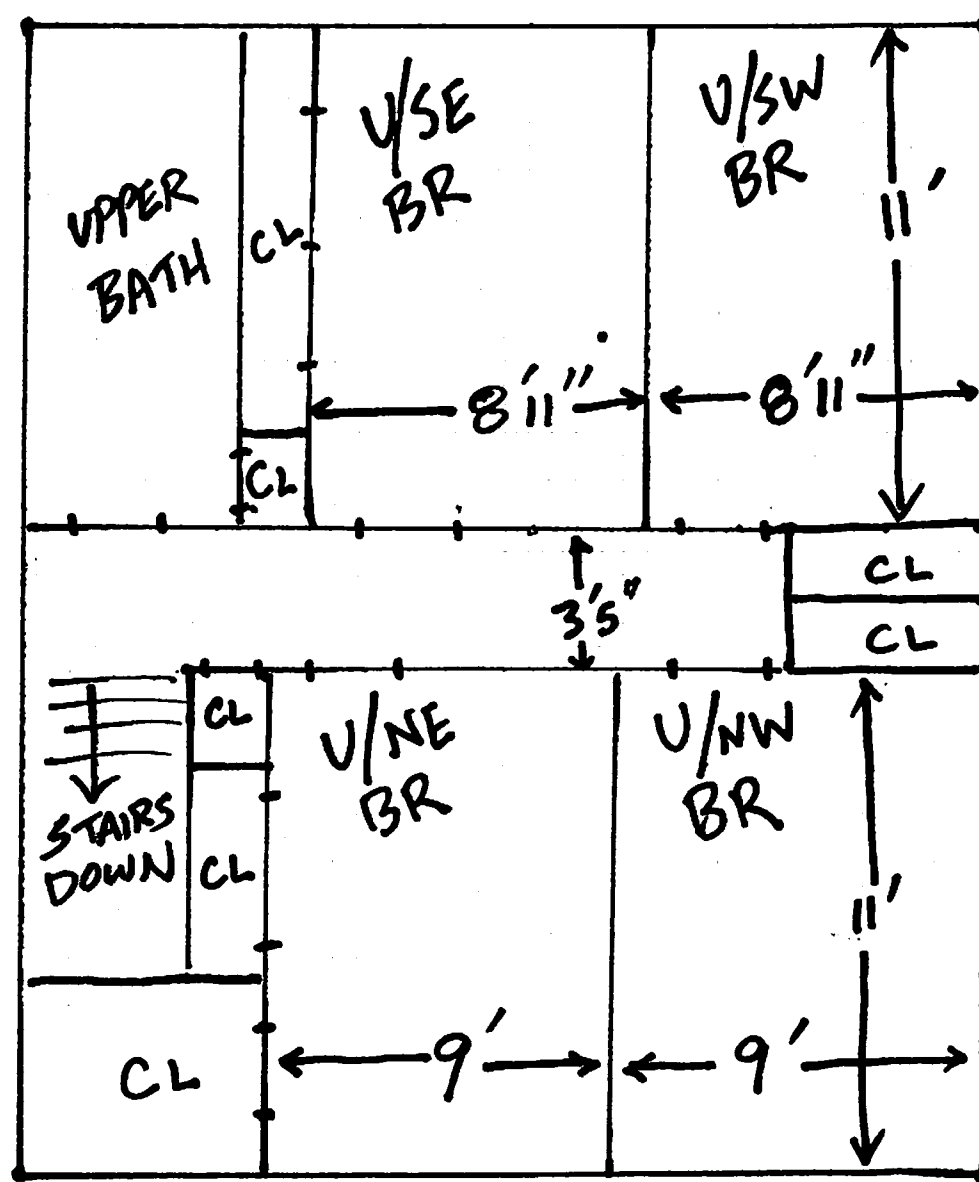 UPPER
BATH
CL
CL
U/SE
BR
U/SW
BR
11'
8'11"
8'11"
3'5"
CL
CL
CL
STAIRS
DOWN
CL
CL
U/NE
BR
U/NW
BR
11'
9'
9'